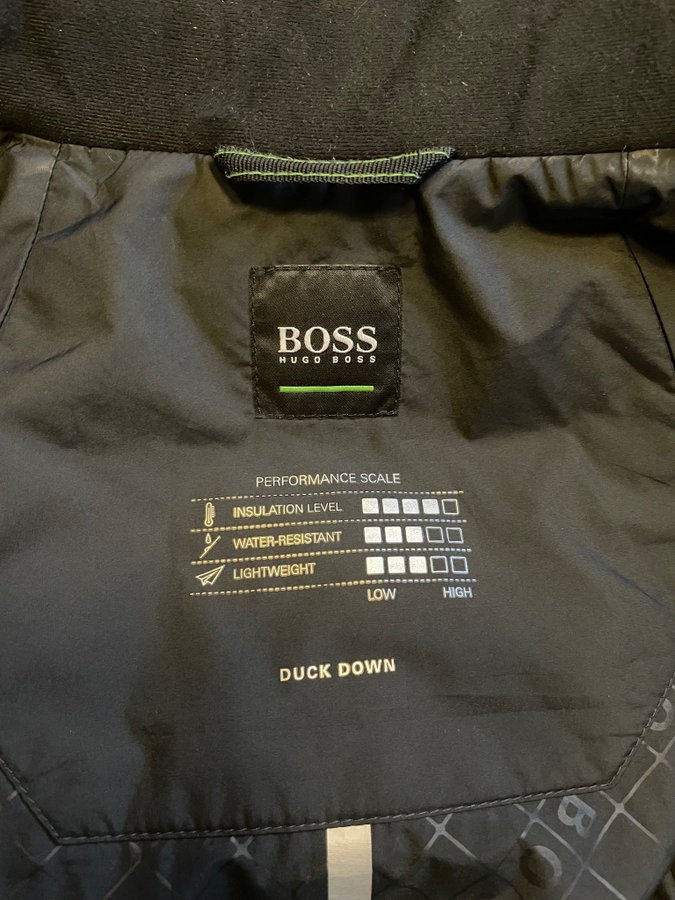 BOSS
HUGO BOSS
PERFORMANCE SCALE
INSULATION LEVEL
WATER-RESISTANT
LIGHTWEIGHT
LOW HIGH
DUCK DOWN
B